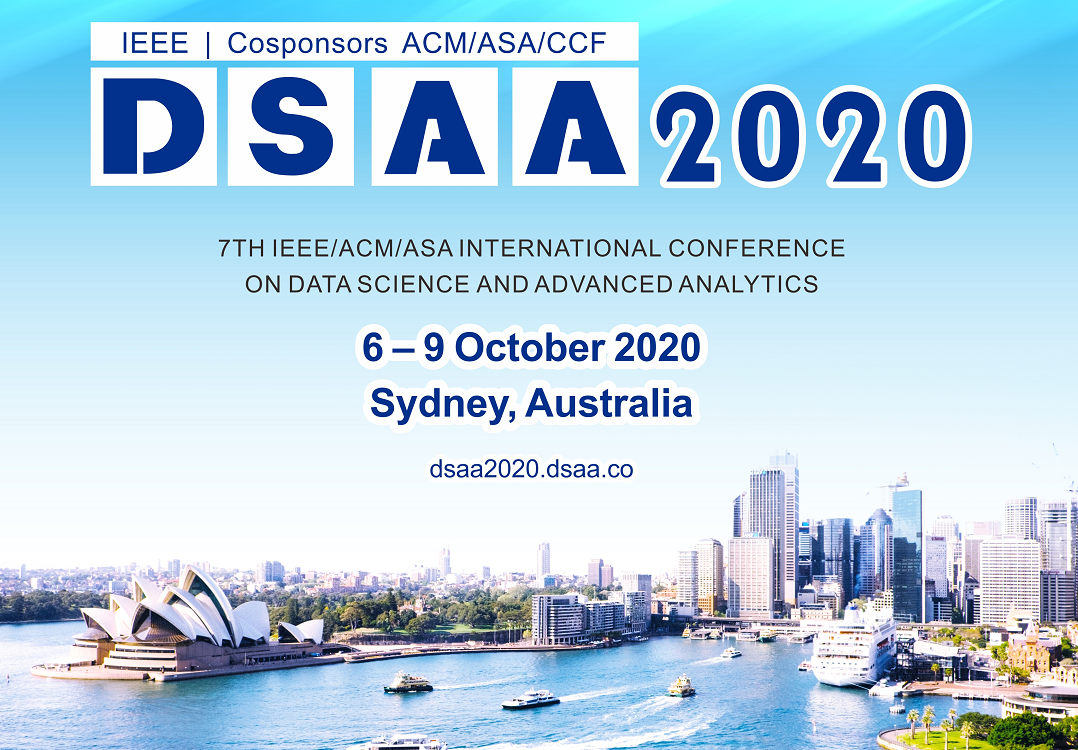 IEEE | Cosponsors ACM/ASA/CCF
DSAA 2020
7TH IEEE/ACM/ASA INTERNATIONAL CONFERENCE
ON DATA SCIENCE AND ADVANCED ANALYTICS
6 – 9 October 2020
Sydney, Australia
dsaa2020.dsaa.co